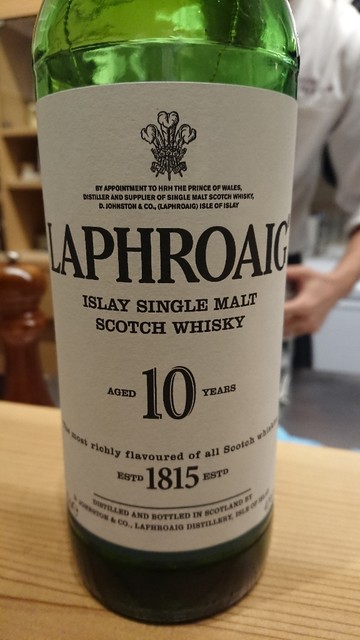 BY APPOINTMENT TO HRH THE PRINCE OF WALES,
DISTILLER AND SUPPLIER OF SINGLE MALT SCOTCH WHISKY,
D. JOHNSTON & CO., (LAPHROAIG) ISLE OF ISLAY
LAPHROAIG
ISLAY SINGLE MALT
SCOTCH WHISKY
AGED 10 YEARS
most richly flavoured of all Scotch
ESTD 1815 ESTD
DISTILLED AND BOTTLED IN SCOTLAND BY
JOHNSTON & CO., LAPHROAIG DISTILLERY, ISLE OF